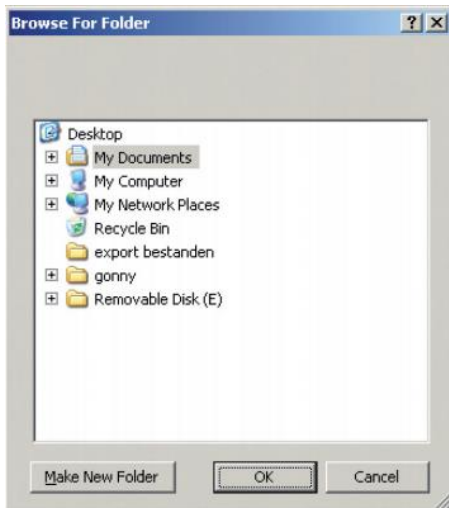 Browse For Folder
Desktop
My Documents
My Computer
My Network Places
Recycle Bin
export bestanden
gonny
Removable Disk (E)
Make New Folder
OK
Cancel